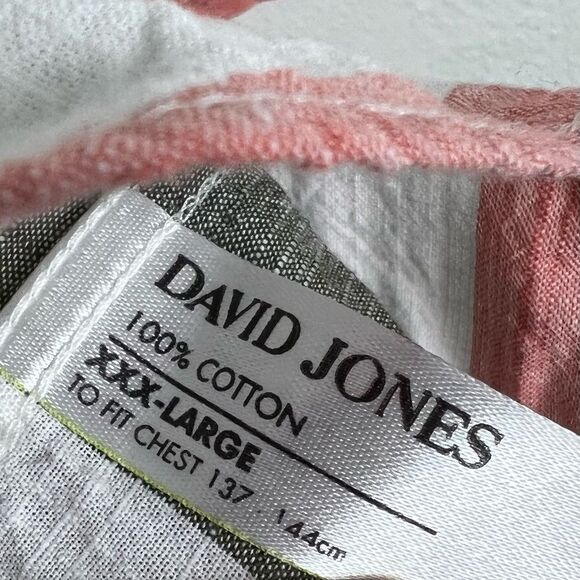 DAVID JONES
100% COTTON
XXX-LARGE
TO FIT CHEST 137 - 144cm